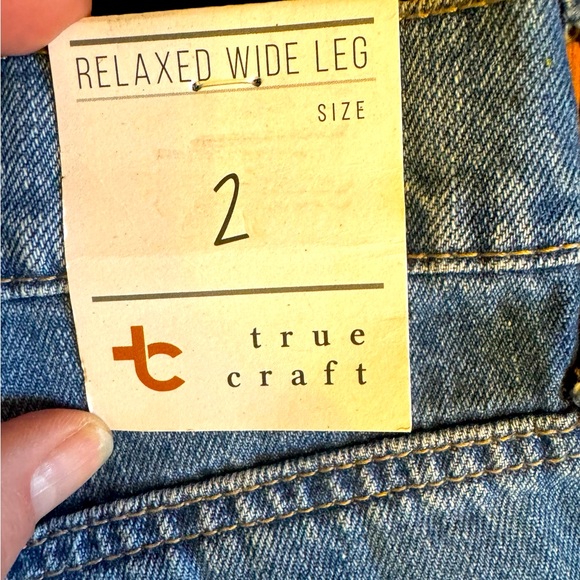 RELAXED WIDE LEG
SIZE
2
tc
true
craft